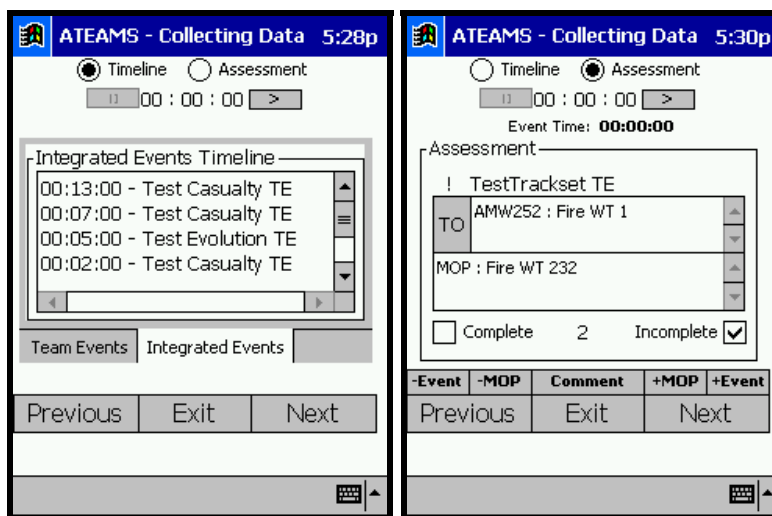 ATEAMS - Collecting Data 5:28p
Timeline Assessment
00 : 00 : 00 >
Integrated Events Timeline
00:13:00 - Test Casualty TE
00:07:00 - Test Casualty TE
00:05:00 - Test Evolution TE
00:02:00 - Test Casualty TE
Team Events Integrated Events
Previous Exit Next
ATEAMS - Collecting Data 5:30p
Timeline Assessment
00 : 00 : 00 >
Event Time: 00:00:00
Assessment
! TestTrackset TE
TO AMW252 : Fire WT 1
MOP : Fire WT 232
Complete 2 Incomplete
-Event -MOP Comment +MOP +Event
Previous Exit Next